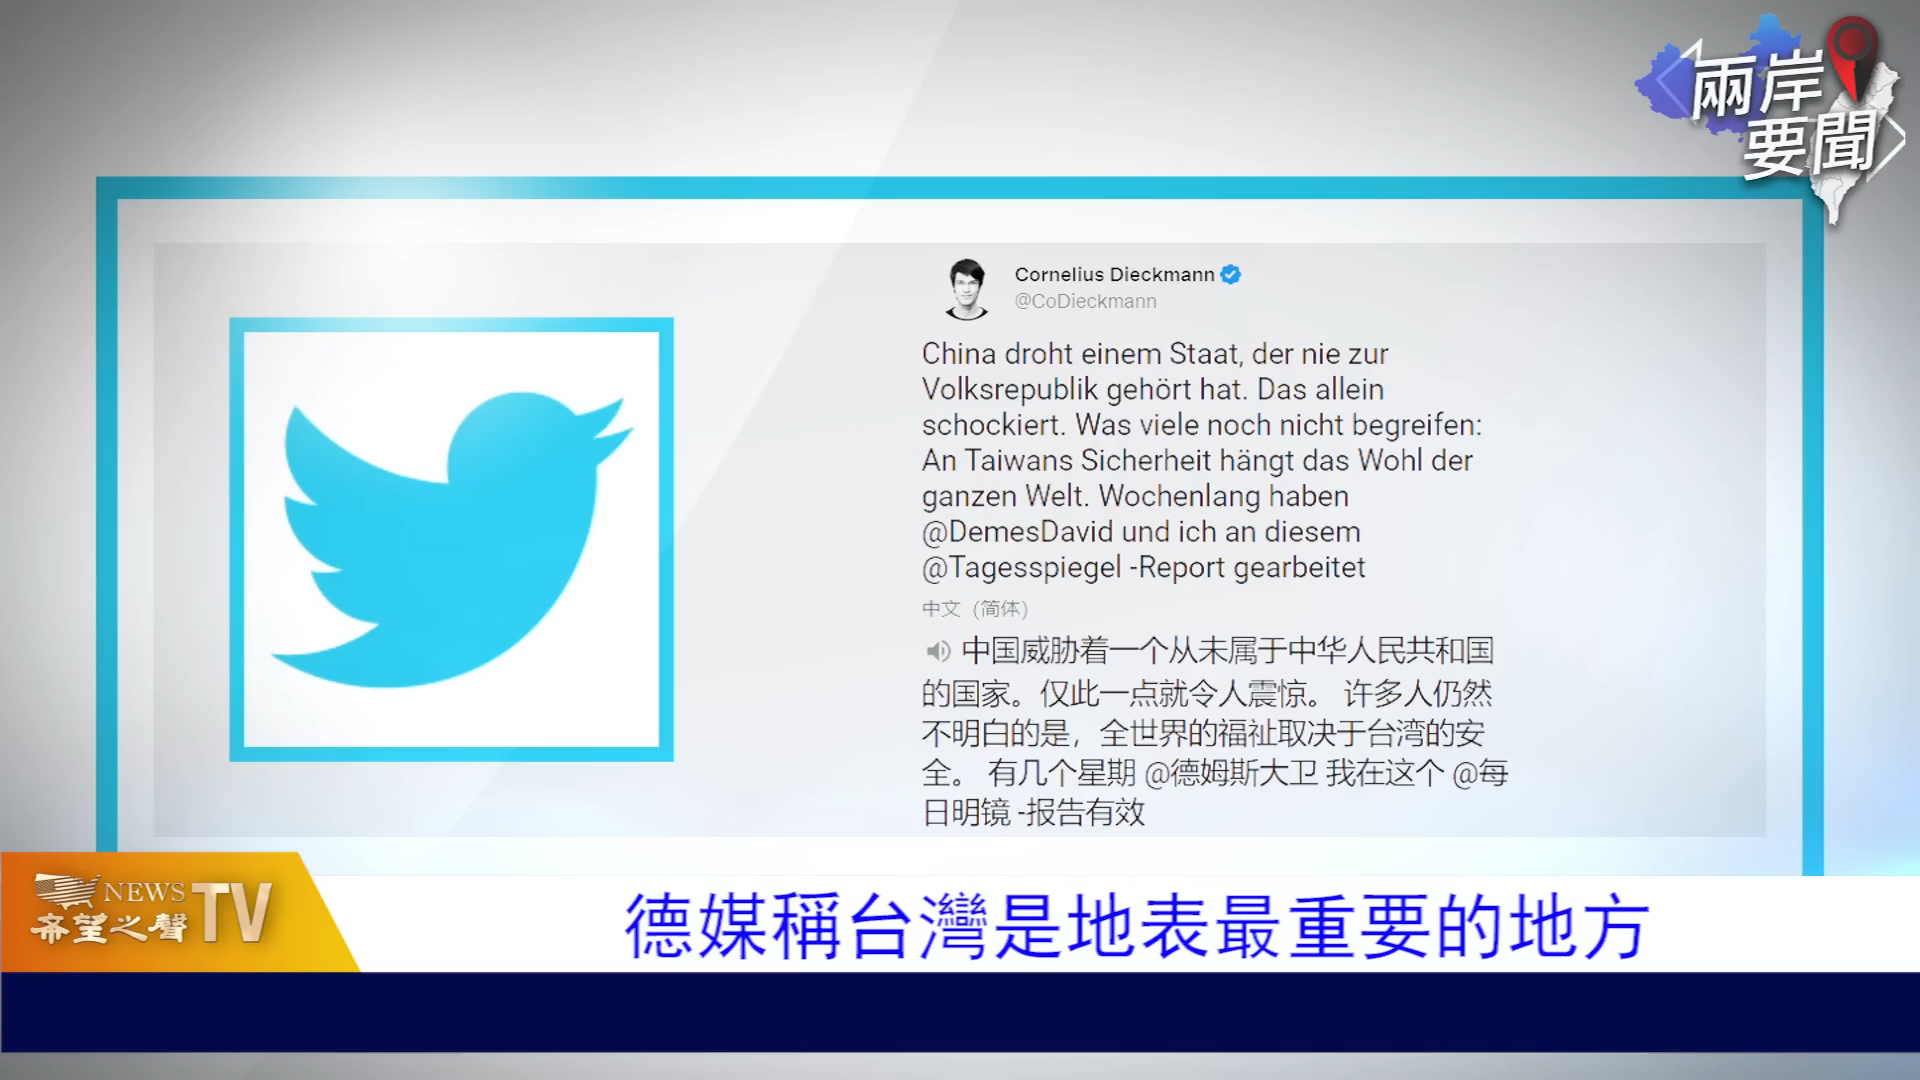 兩岸
要聞
Cornelius Dieckmann
@CoDieckmann
China droht einem Staat, der nie zur
Volksrepublik gehört hat. Das allein
schockiert. Was viele noch nicht begreifen:
An Taiwans Sicherheit hängt das Wohl der
ganzen Welt. Wochenlang haben
@DemesDavid und ich an diesem
@Tagesspiegel -Report gearbeitet
中文（简体）
中国威胁着一个从未属于中华人民共和国
的国家。仅此一点就令人震惊。 许多人仍然
不明白的是，全世界的福祉取决于台湾的安
全。 有几个星期 @德姆斯大卫 我在这个 @每
日明镜 -报告有效
NEWS
希望之聲 TV
德媒稱台灣是地表最重要的地方